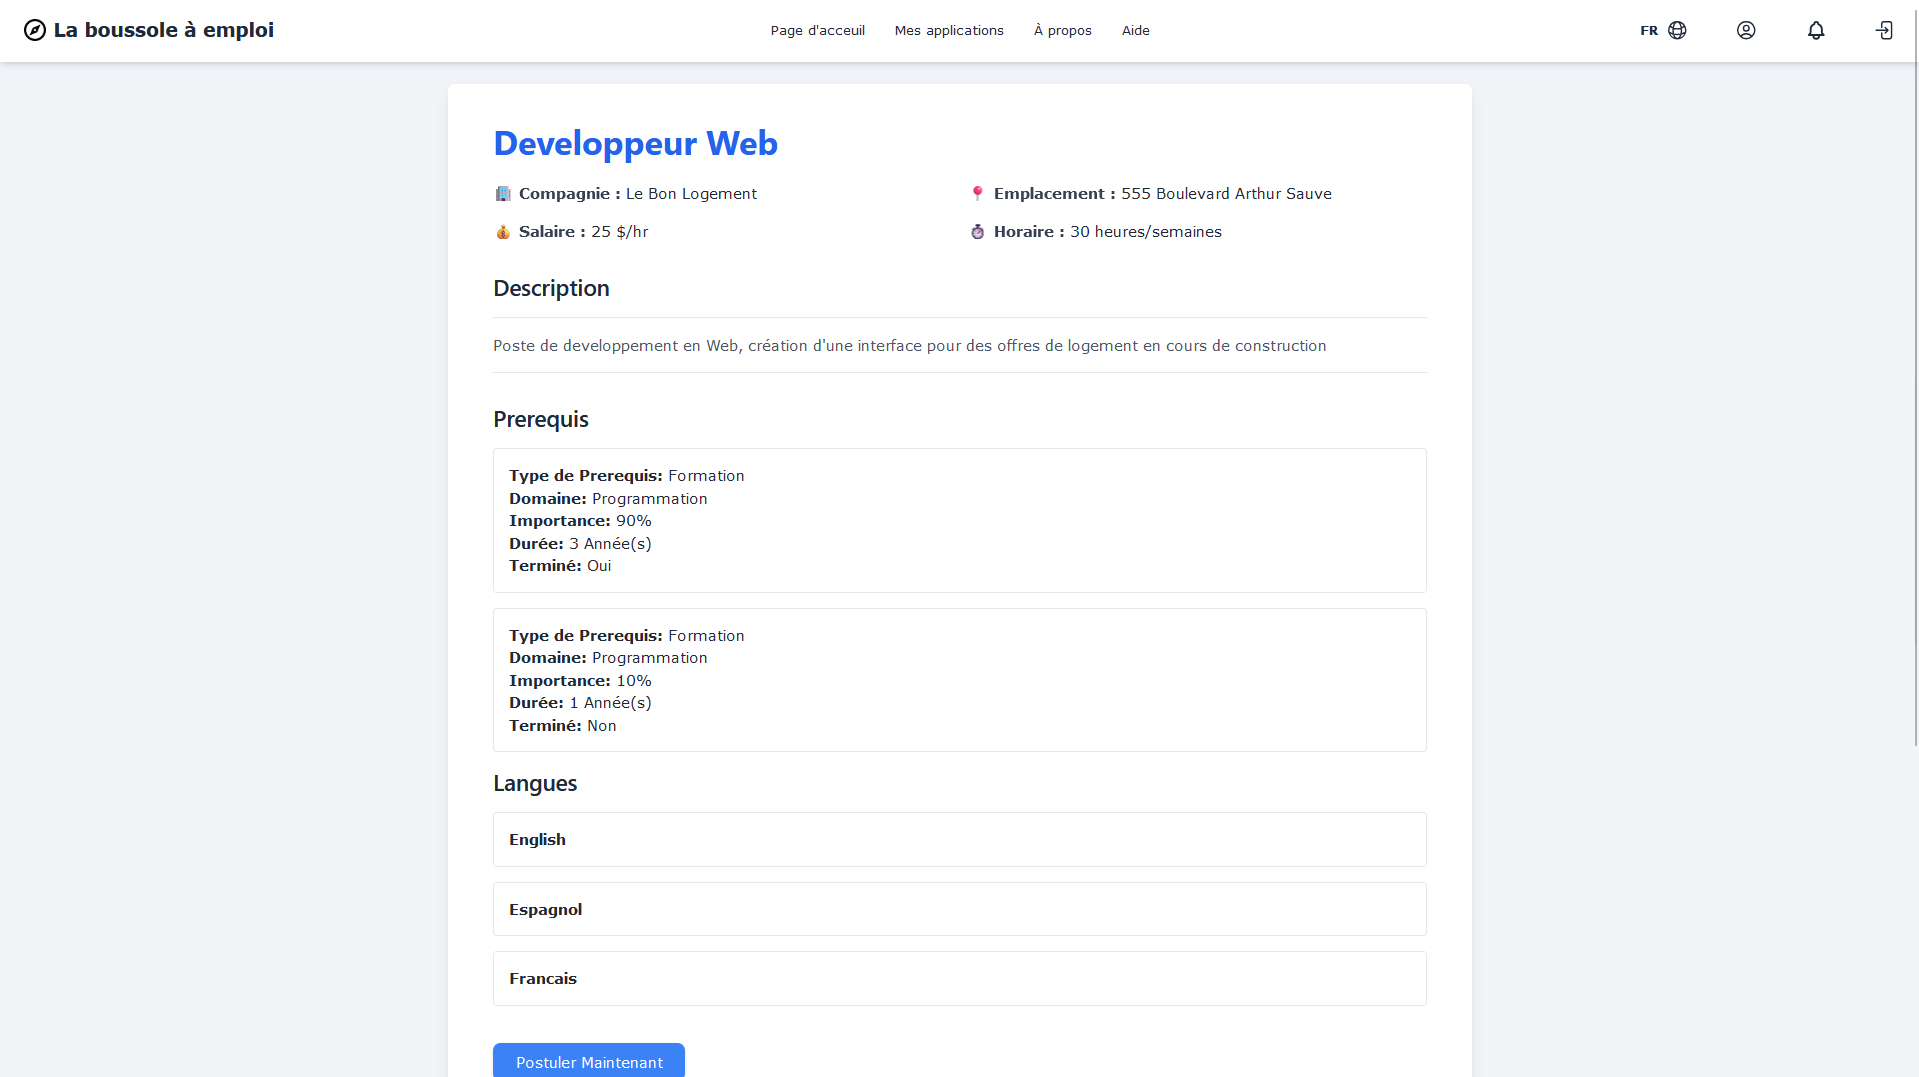 La boussole à emploi
Page d'acceuil Mes applications À propos Aide
FR
Developpeur Web
Compagnie : Le Bon Logement
Emplacement : 555 Boulevard Arthur Sauve
Salaire : 25 $/hr
Horaire : 30 heures/semaines
Description
Poste de developpement en Web, création d'une interface pour des offres de logement en cours de construction
Prerequis
Type de Prerequis: Formation
Domaine: Programmation
Importance: 90%
Durée: 3 Année(s)
Terminé: Oui
Type de Prerequis: Formation
Domaine: Programmation
Importance: 10%
Durée: 1 Année(s)
Terminé: Non
Langues
English
Espagnol
Francais
Postuler Maintenant